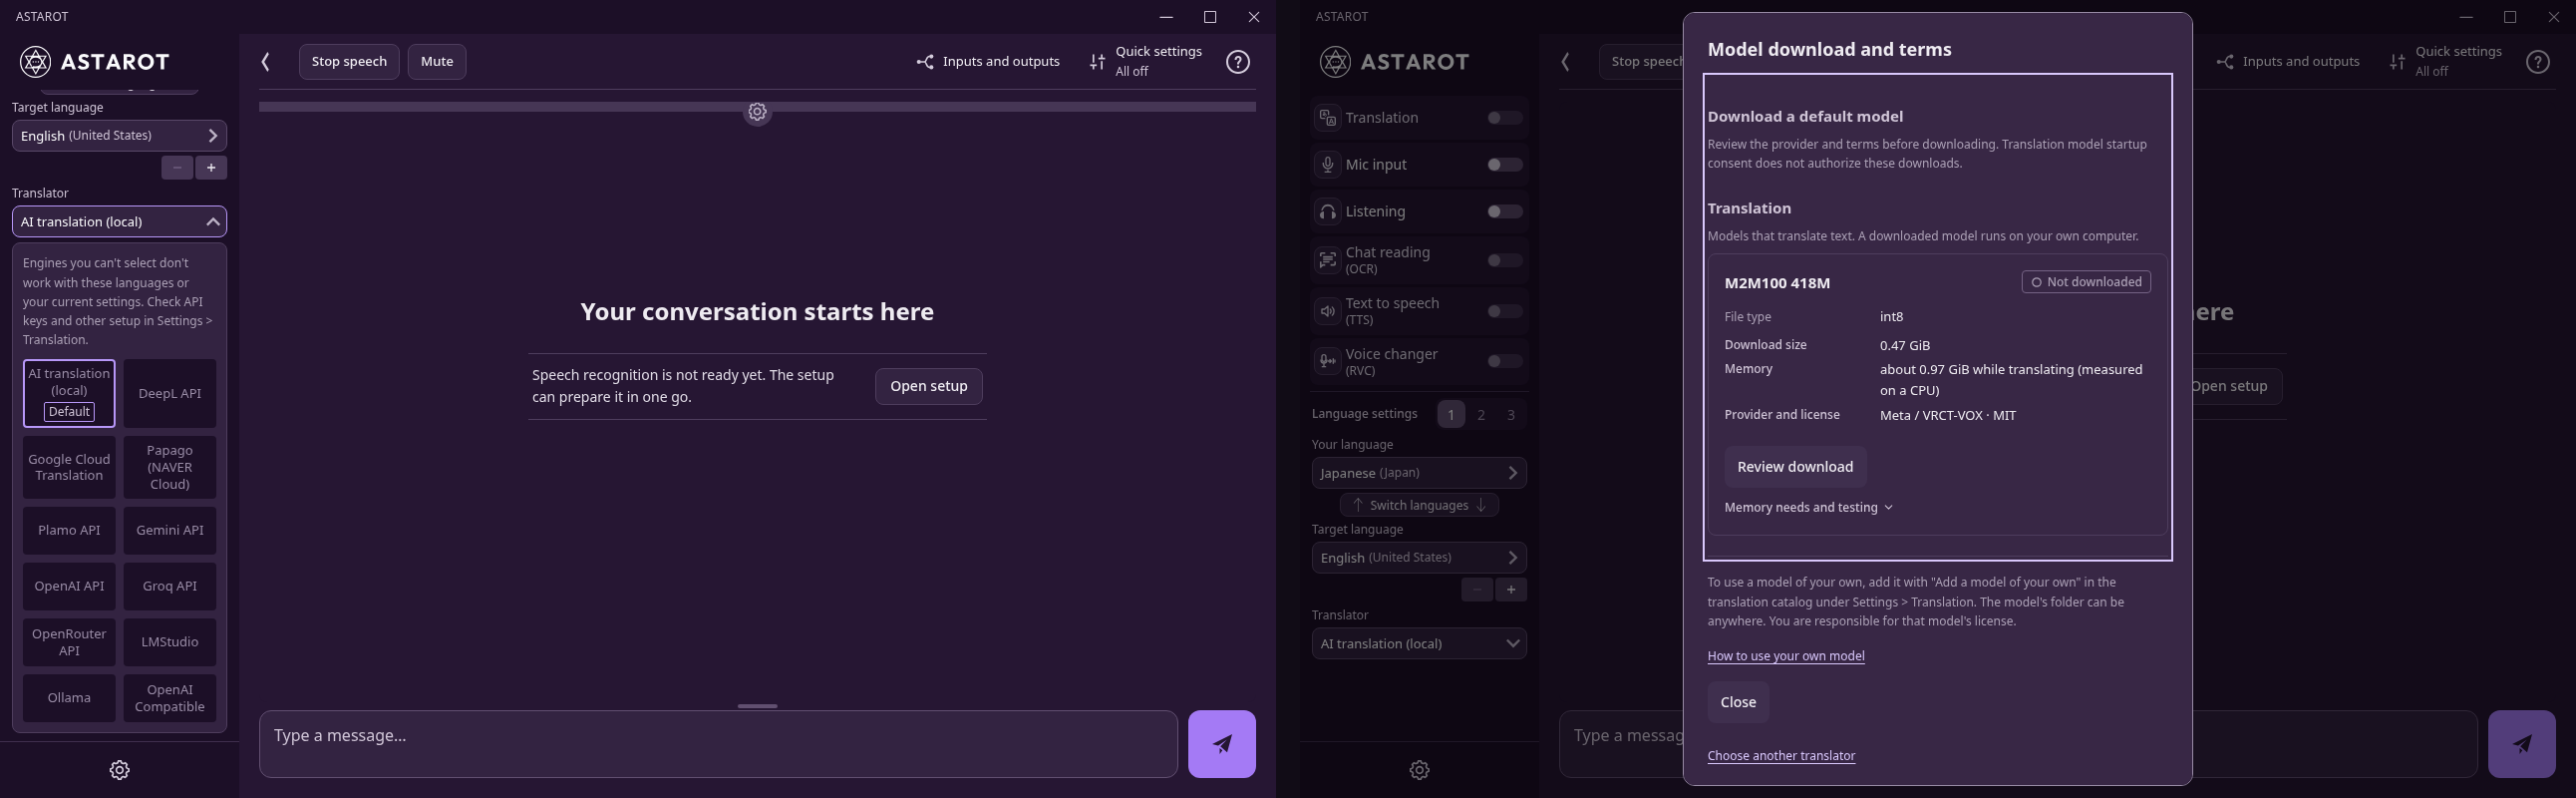 ASTAROT
ASTAROT
Target language
English (United States)
Translator
AI translation (local)
Engines you can't select don't
work with these languages or
your current settings. Check API
keys and other setup in Settings >
Translation.
AI translation
(local)
Default
DeepL API
Google Cloud
Translation
Papago
(NAVER
Cloud)
Plamo API
Gemini API
OpenAI API
Groq API
OpenRouter
API
LMStudio
Ollama
OpenAI
Compatible
Stop speech
Mute
Inputs and outputs
Quick settings
All off
Your conversation starts here
Speech recognition is not ready yet. The setup
can prepare it in one go.
Open setup
Type a message...
ASTAROT
ASTAROT
Translation
Mic input
Listening
Chat reading
(OCR)
Text to speech
(TTS)
Voice changer
(RVC)
Language settings
1
2
3
Your language
Japanese (Japan)
Switch languages
Target language
English (United States)
Translator
AI translation (local)
Stop speech
Inputs and outputs
Quick settings
All off
ere
Open setup
Type a messag
Model download and terms
Download a default model
Review the provider and terms before downloading. Translation model startup
consent does not authorize these downloads.
Translation
Models that translate text. A downloaded model runs on your own computer.
M2M100 418M
Not downloaded
File type
int8
Download size
0.47 GiB
Memory
about 0.97 GiB while translating (measured
on a CPU)
Provider and license
Meta / VRCT-VOX · MIT
Review download
Memory needs and testing
To use a model of your own, add it with "Add a model of your own" in the
translation catalog under Settings > Translation. The model's folder can be
anywhere. You are responsible for that model's license.
How to use your own model
Close
Choose another translator